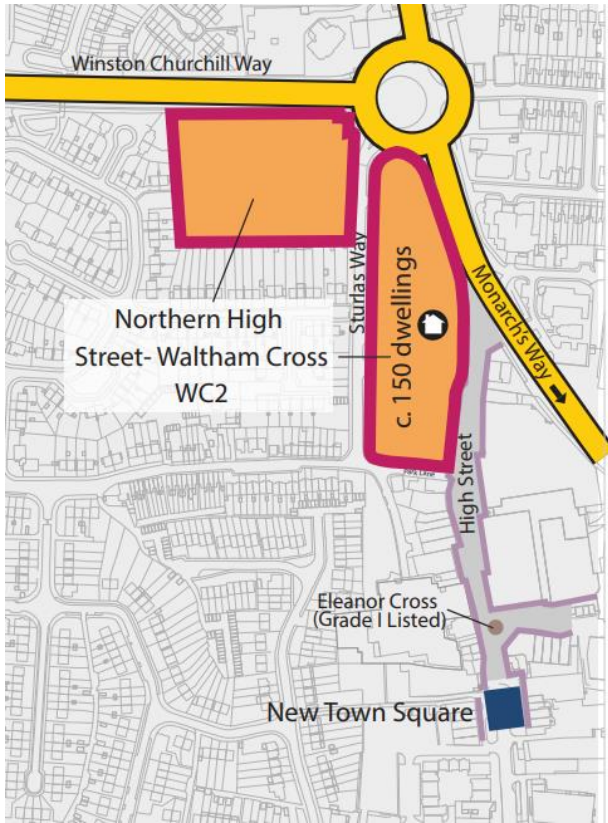 Winston Churchill Way
Sturlas Way
Monarch's Way
c. 150 dwellings
Northern High
Street- Waltham Cross
WC2
High Street
Eleanor Cross
(Grade I Listed)
New Town Square